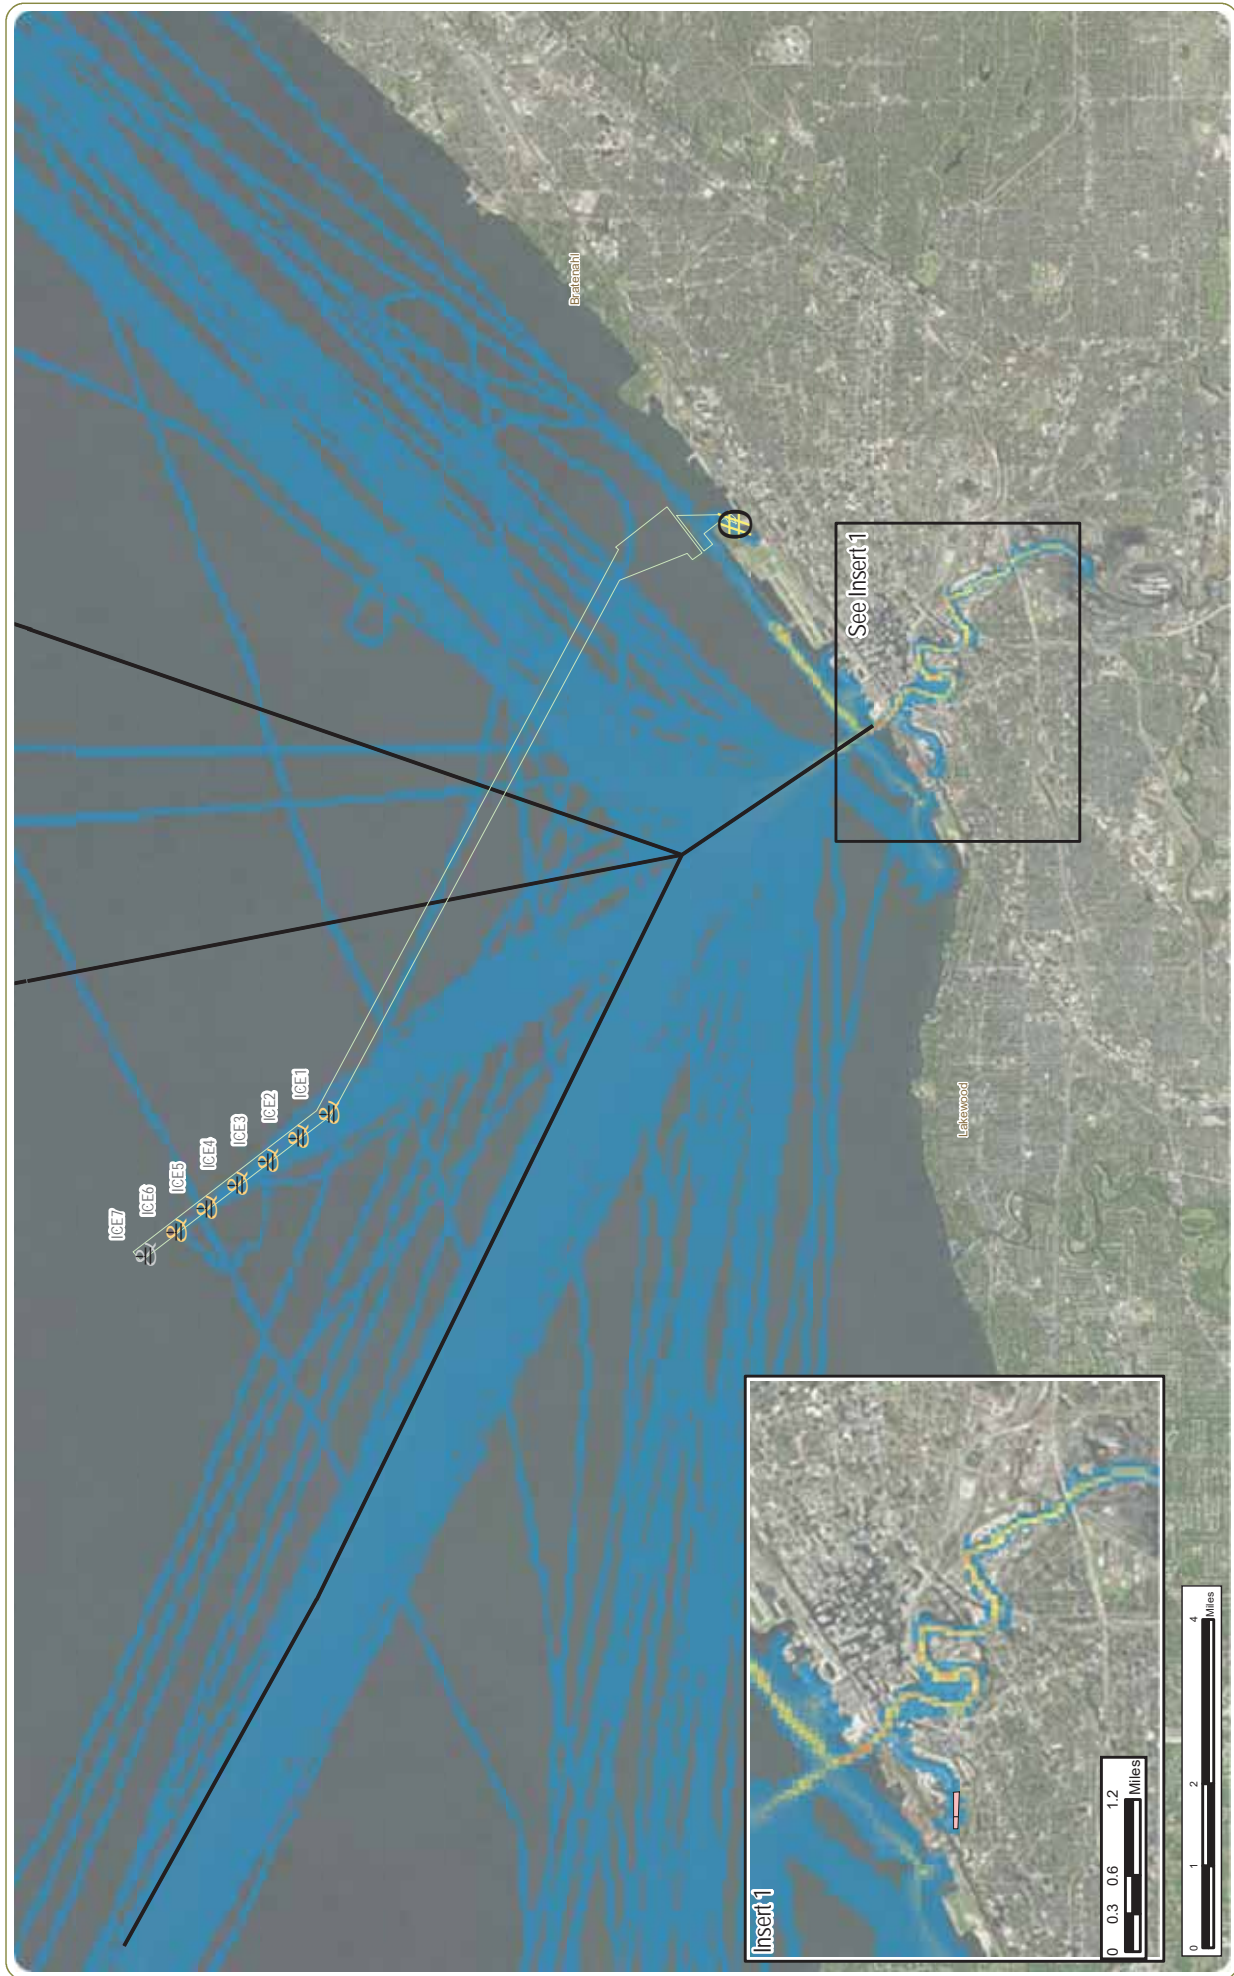 ICE7
ICE6
ICE5
ICE4
ICE3
ICE2
ICE1
Bratenahl
Lakewood
See Insert 1
Insert 1
0 0.3 0.6 1.2
Miles
0 1 2 4
Miles